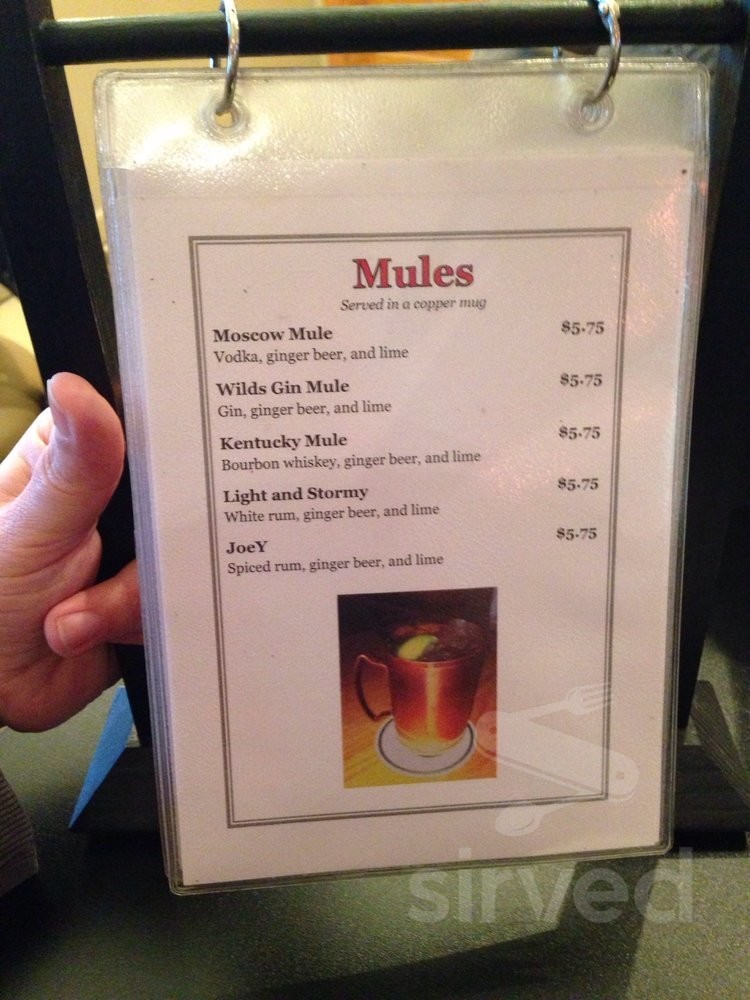 Mules
Served in a copper mug
Moscow Mule $5.75
Vodka, ginger beer, and lime
Wilds Gin Mule $5.75
Gin, ginger beer, and lime
Kentucky Mule $5.75
Bourbon whiskey, ginger beer, and lime
Light and Stormy $5.75
White rum, ginger beer, and lime
JoeY $5.75
Spiced rum, ginger beer, and lime
sirved